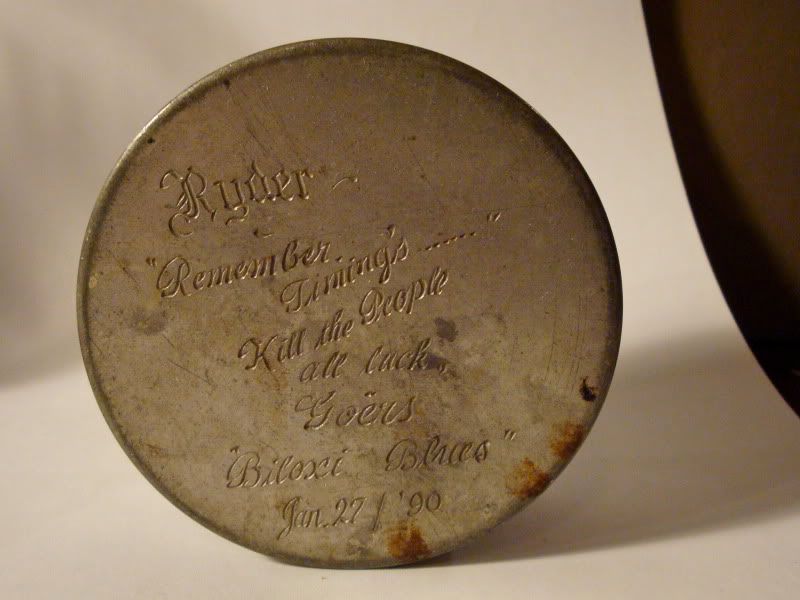 Ryder -
"Remember...
Timing's ......"
Kill the People
all luck,
Goërs
"Biloxi Blues"
Jan. 27 / '90